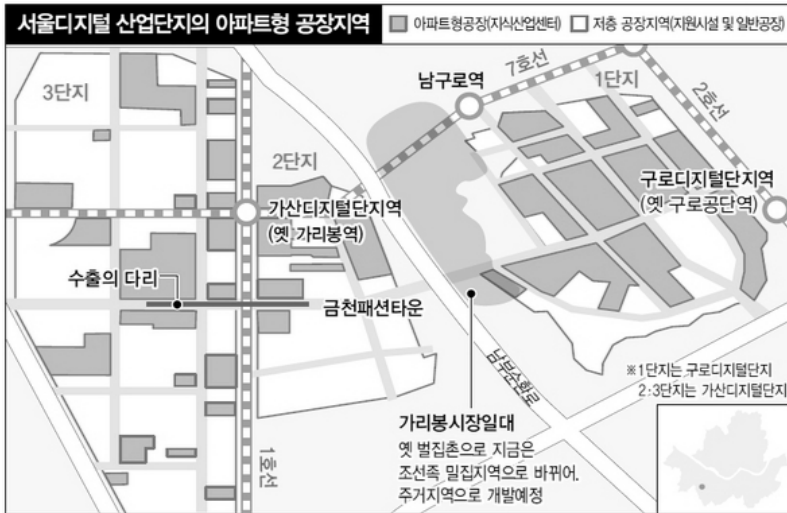 서울디지털 산업단지의 아파트형 공장지역
아파트형공장(지식산업센터)
저층 공장지역(지원시설 및 일반공장)
3단지
2단지
남구로역
7호선
1단지
2호선
구로디지털단지역
(옛 구로공단역)
가산디지털단지역
(옛 가리봉역)
수출의 다리
금천패션타운
남부순환로
1호선
※1단지는 구로디지털단지
2·3단지는 가산디지털단지
가리봉시장일대
옛 벌집촌으로 지금은
조선족 밀집지역으로 바뀌어.
주거지역으로 개발예정